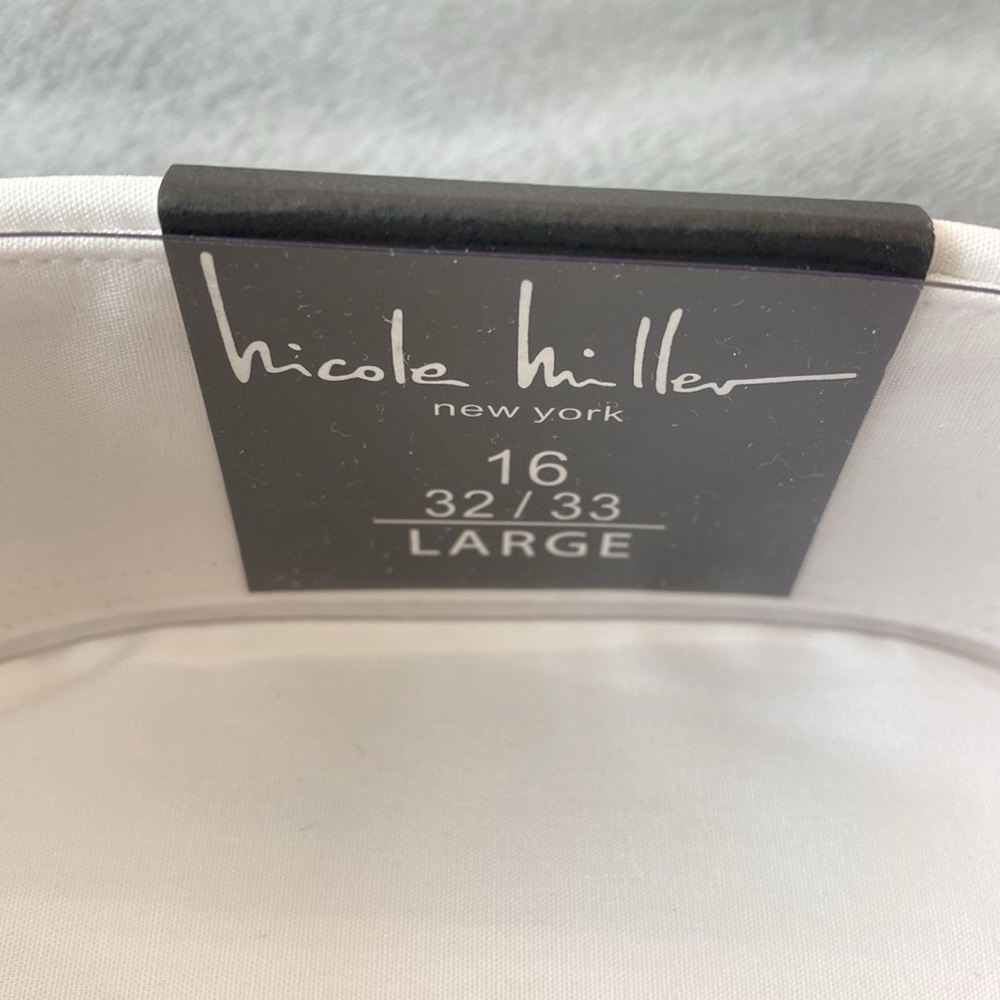 nicole miller
new york
16
32 / 33
LARGE